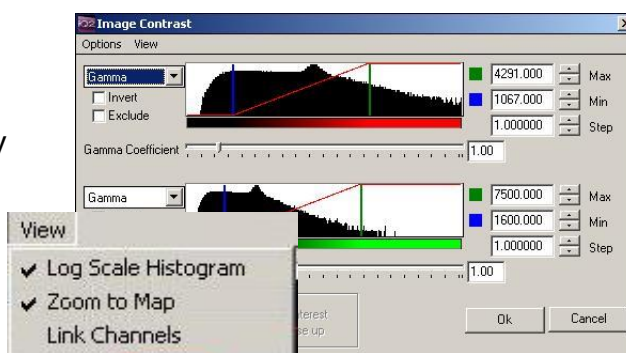 Image Contrast
Options View
Gamma
Invert
Exclude
4291.000 Max
1067.000 Min
1.000000 Step
Gamma Coefficient 1.00
Gamma
7500.000 Max
1600.000 Min
1.000000 Step
1.00
View
Log Scale Histogram
Zoom to Map
Link Channels
Ok Cancel